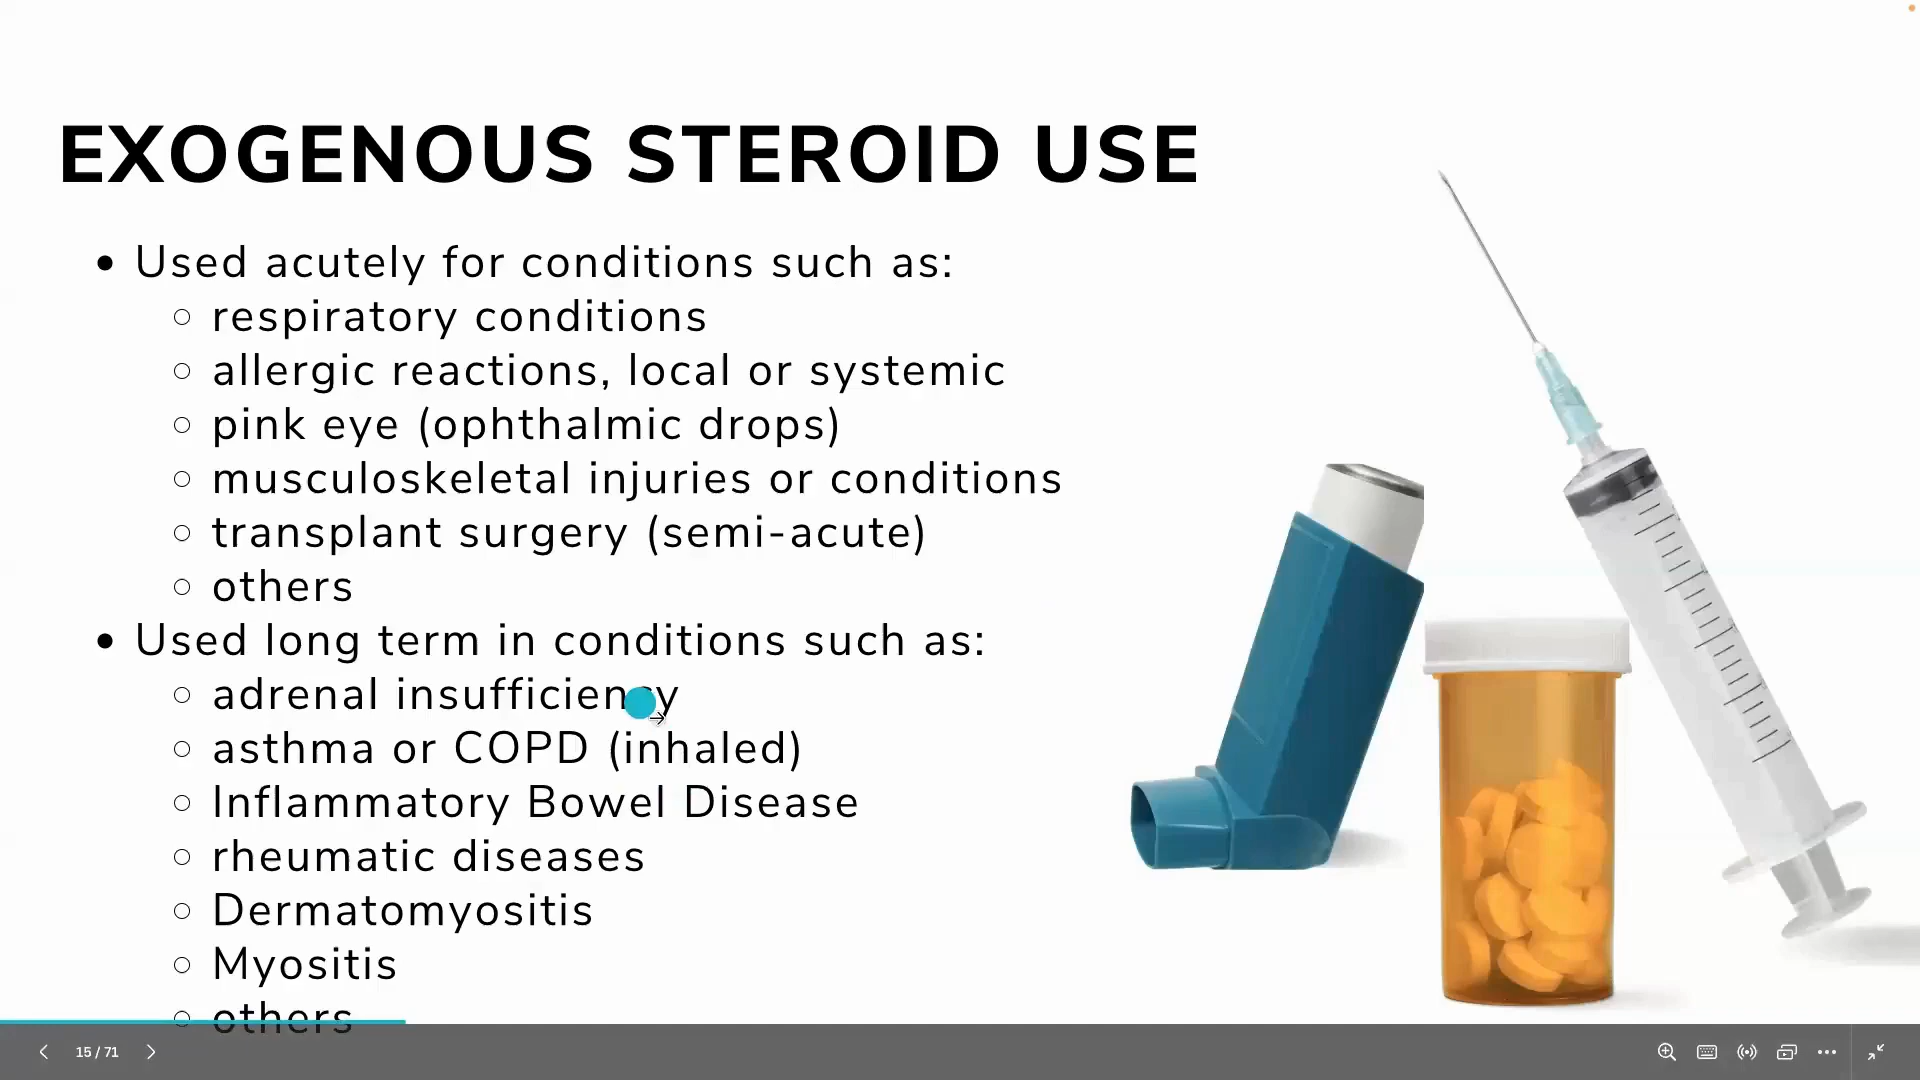 EXOGENOUS STEROID USE
• Used acutely for conditions such as:
○ respiratory conditions
○ allergic reactions, local or systemic
○ pink eye (ophthalmic drops)
○ musculoskeletal injuries or conditions
○ transplant surgery (semi-acute)
○ others
• Used long term in conditions such as:
○ adrenal insufficiency
○ asthma or COPD (inhaled)
○ Inflammatory Bowel Disease
○ rheumatic diseases
○ Dermatomyositis
○ Myositis
○ others
15 / 71